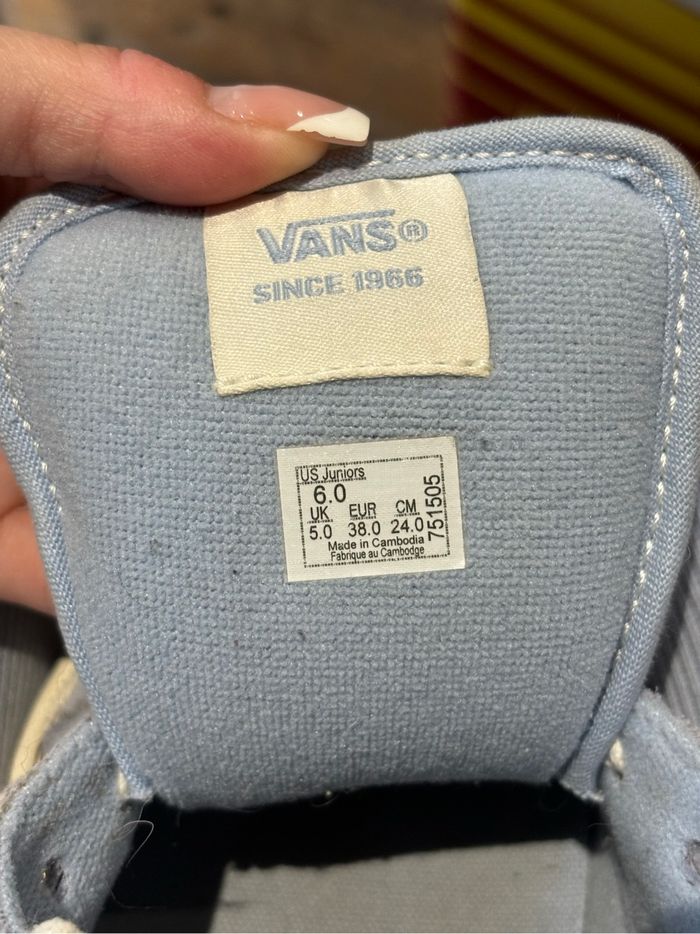 VANS®
SINCE 1966
US Juniors
6.0
UK EUR CM
5.0 38.0 24.0
Made in Cambodia
Fabrique au Cambodge
751505